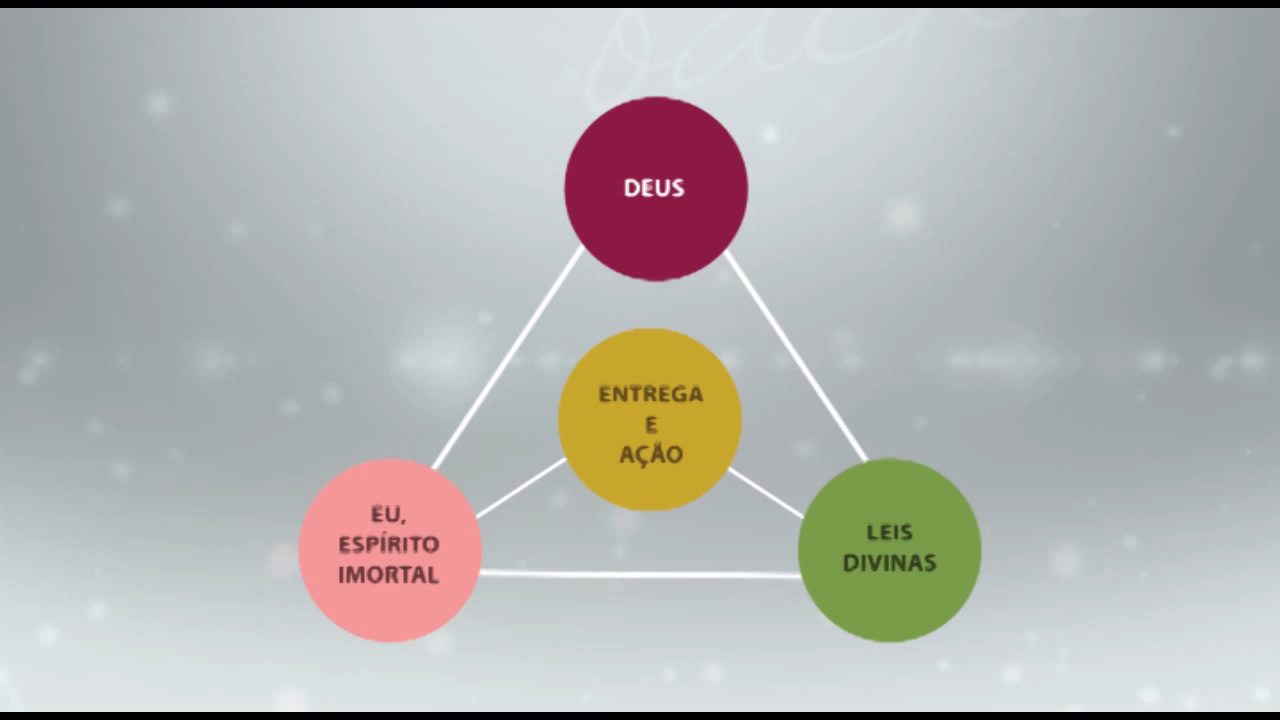 DEUS
ENTREGA
E
AÇÃO
EU,
ESPÍRITO
IMORTAL
LEIS
DIVINAS